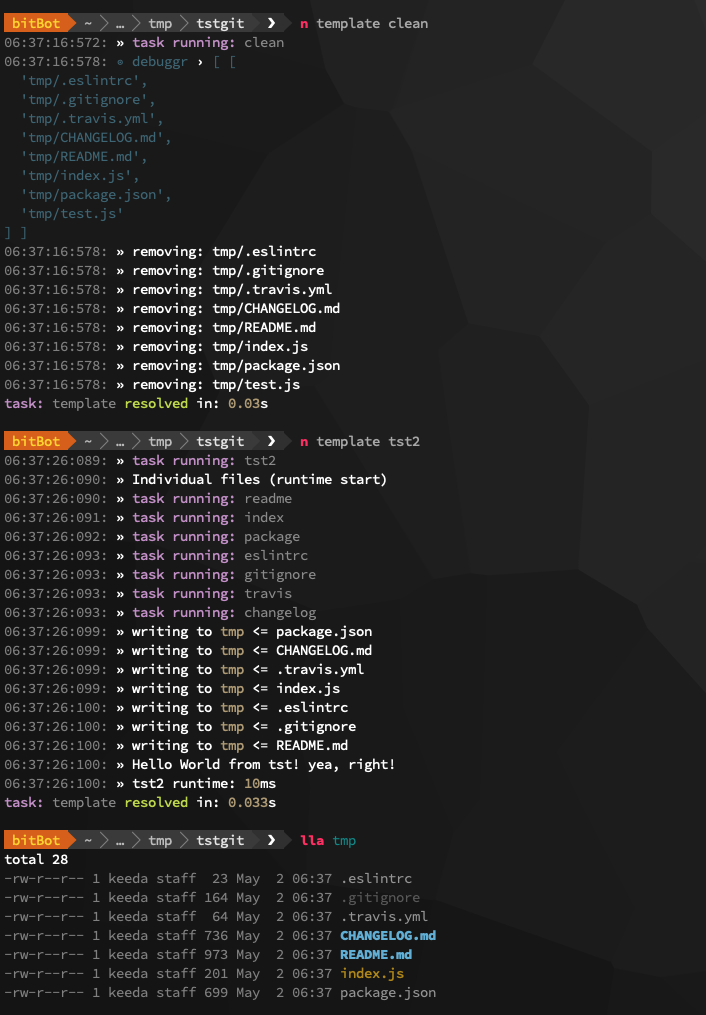 bitBot ~ … tmp tstgit ❯ n template clean
06:37:16:572: » task running: clean
06:37:16:578: • debuggr › [ [
'tmp/.eslintrc',
'tmp/.gitignore',
'tmp/.travis.yml',
'tmp/CHANGELOG.md',
'tmp/README.md',
'tmp/index.js',
'tmp/package.json',
'tmp/test.js'
] ]
06:37:16:578: » removing: tmp/.eslintrc
06:37:16:578: » removing: tmp/.gitignore
06:37:16:578: » removing: tmp/.travis.yml
06:37:16:578: » removing: tmp/CHANGELOG.md
06:37:16:578: » removing: tmp/README.md
06:37:16:578: » removing: tmp/index.js
06:37:16:578: » removing: tmp/package.json
06:37:16:578: » removing: tmp/test.js
task: template resolved in: 0.03s
bitBot ~ … tmp tstgit ❯ n template tst2
06:37:26:089: » task running: tst2
06:37:26:090: » Individual files (runtime start)
06:37:26:090: » task running: readme
06:37:26:091: » task running: index
06:37:26:092: » task running: package
06:37:26:093: » task running: eslintrc
06:37:26:093: » task running: gitignore
06:37:26:093: » task running: travis
06:37:26:093: » task running: changelog
06:37:26:099: » writing to tmp <= package.json
06:37:26:099: » writing to tmp <= CHANGELOG.md
06:37:26:099: » writing to tmp <= .travis.yml
06:37:26:099: » writing to tmp <= index.js
06:37:26:100: » writing to tmp <= .eslintrc
06:37:26:100: » writing to tmp <= .gitignore
06:37:26:100: » writing to tmp <= README.md
06:37:26:100: » Hello World from tst! yea, right!
06:37:26:100: » tst2 runtime: 10ms
task: template resolved in: 0.033s
bitBot ~ … tmp tstgit ❯ lla tmp
total 28
-rw-r--r-- 1 keeda staff 23 May 2 06:37 .eslintrc
-rw-r--r-- 1 keeda staff 164 May 2 06:37 .gitignore
-rw-r--r-- 1 keeda staff 64 May 2 06:37 .travis.yml
-rw-r--r-- 1 keeda staff 736 May 2 06:37 CHANGELOG.md
-rw-r--r-- 1 keeda staff 973 May 2 06:37 README.md
-rw-r--r-- 1 keeda staff 201 May 2 06:37 index.js
-rw-r--r-- 1 keeda staff 699 May 2 06:37 package.json